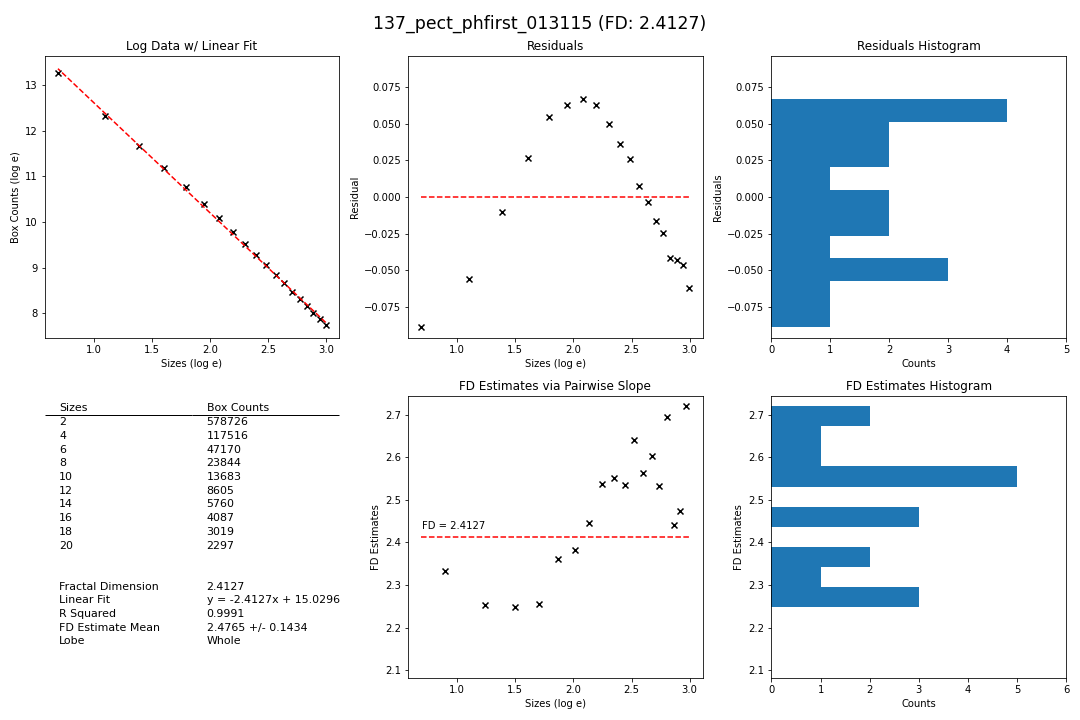 137_pect_phfirst_013115 (FD: 2.4127)
Log Data w/ Linear Fit
13
12
11
10
9
8
Box Counts (log e)
1.0 1.5 2.0 2.5 3.0
Sizes (log e)
Residuals
0.075
0.050
0.025
0.000
−0.025
−0.050
−0.075
Residual
1.0 1.5 2.0 2.5 3.0
Sizes (log e)
Residuals Histogram
0.075
0.050
0.025
0.000
−0.025
−0.050
−0.075
Residuals
0 1 2 3 4 5
Counts
Sizes Box Counts
2 578726
4 117516
6 47170
8 23844
10 13683
12 8605
14 5760
16 4087
18 3019
20 2297
Fractal Dimension 2.4127
Linear Fit y = -2.4127x + 15.0296
R Squared 0.9991
FD Estimate Mean 2.4765 +/- 0.1434
Lobe Whole
FD Estimates via Pairwise Slope
2.7
2.6
2.5
2.4
2.3
2.2
2.1
FD Estimates
FD = 2.4127
1.0 1.5 2.0 2.5 3.0
Sizes (log e)
FD Estimates Histogram
2.7
2.6
2.5
2.4
2.3
2.2
2.1
FD Estimates
0 1 2 3 4 5 6
Counts